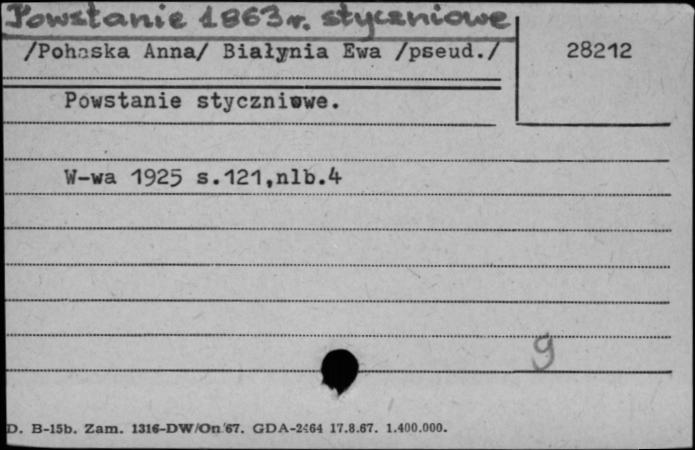 Powstanie 1863 r. styczniowe
/Pohoska Anna/ Białynia Ewa /pseud./
28212
Powstanie styczniowe.
W-wa 1925 s.121,nlb.4
9
D. B-15b. Zam. 1316-DW/On/67. GDA-2464 17.8.67. 1.400.000.